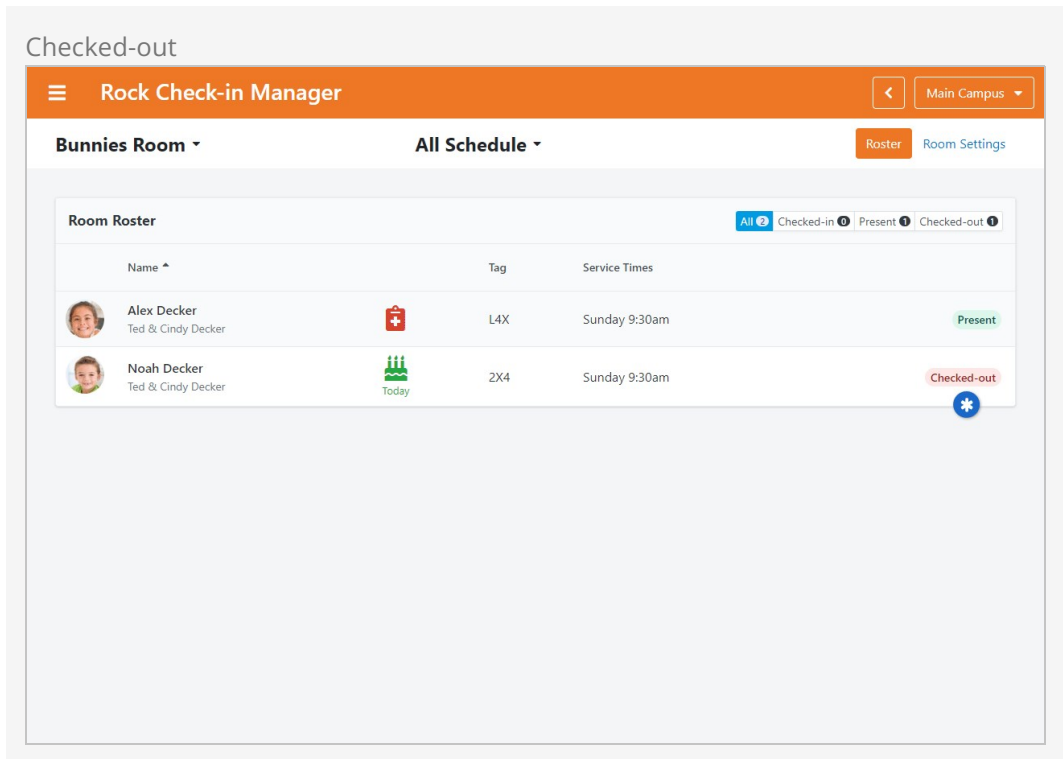 Checked-out
Rock Check-in Manager
Main Campus
Bunnies Room
All Schedule
Roster
Room Settings
Room Roster
All 2 Checked-in 0 Present 1 Checked-out 1
Name Tag Service Times
Alex Decker
Ted & Cindy Decker
L4X
Sunday 9:30am
Present
Noah Decker
Ted & Cindy Decker
Today
2X4
Sunday 9:30am
Checked-out